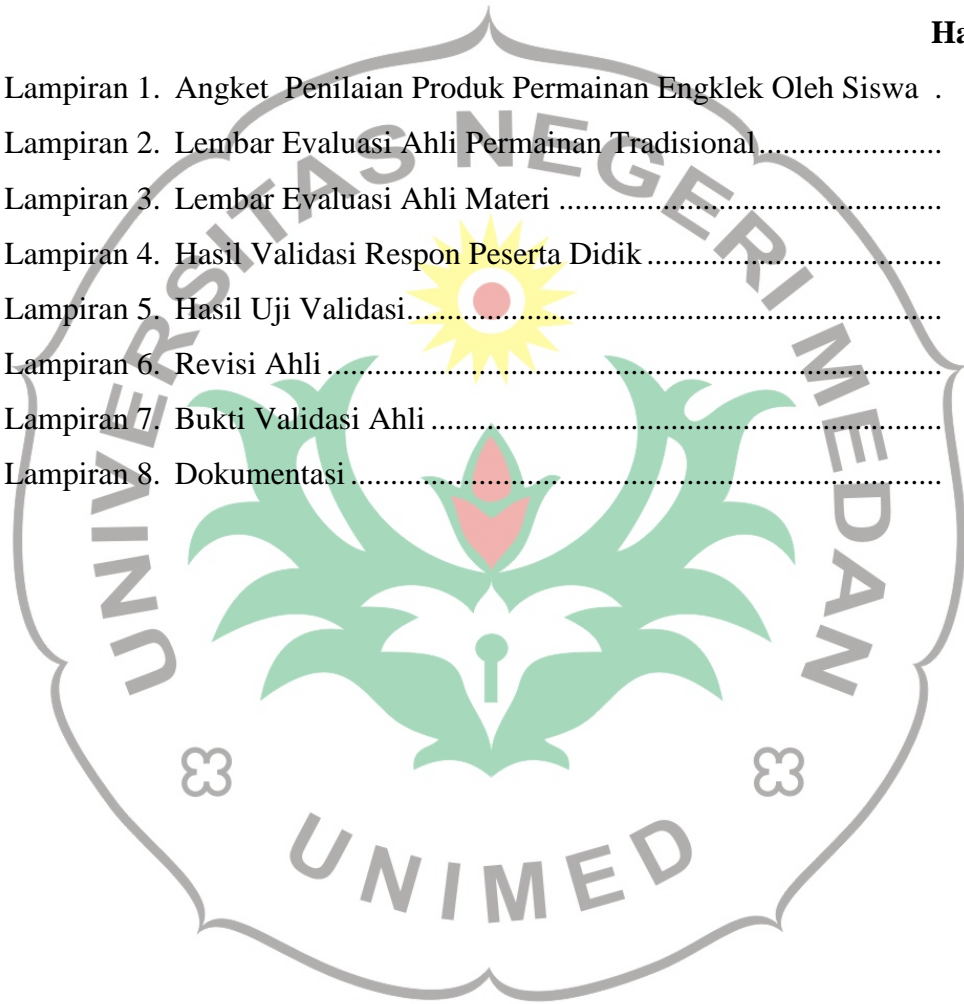 Ha
Lampiran 1. Angket Penilaian Produk Permainan Engklek Oleh Siswa .
Lampiran 2. Lembar Evaluasi Ahli Permainan Tradisional.......................
Lampiran 3. Lembar Evaluasi Ahli Materi .................................................
Lampiran 4. Hasil Validasi Respon Peserta Didik......................................
Lampiran 5. Hasil Uji Validasi....................................................................
Lampiran 6. Revisi Ahli ...............................................................................
Lampiran 7. Bukti Validasi Ahli..................................................................
Lampiran 8. Dokumentasi ............................................................................
UNIVERSITAS NEGERI MEDAN
UNIMED